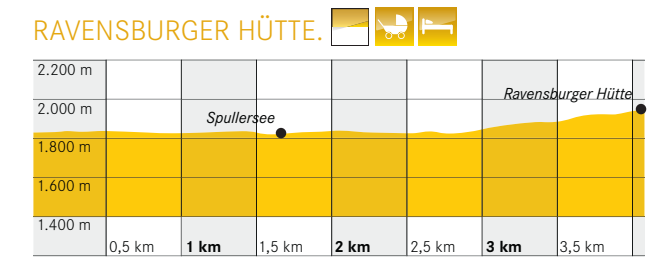 RAVENSBURGER HÜTTE.
2.200 m
2.000 m
Ravensburger Hütte
Spullersee
1.800 m
1.600 m
1.400 m
0,5 km 1 km 1,5 km 2 km 2,5 km 3 km 3,5 km